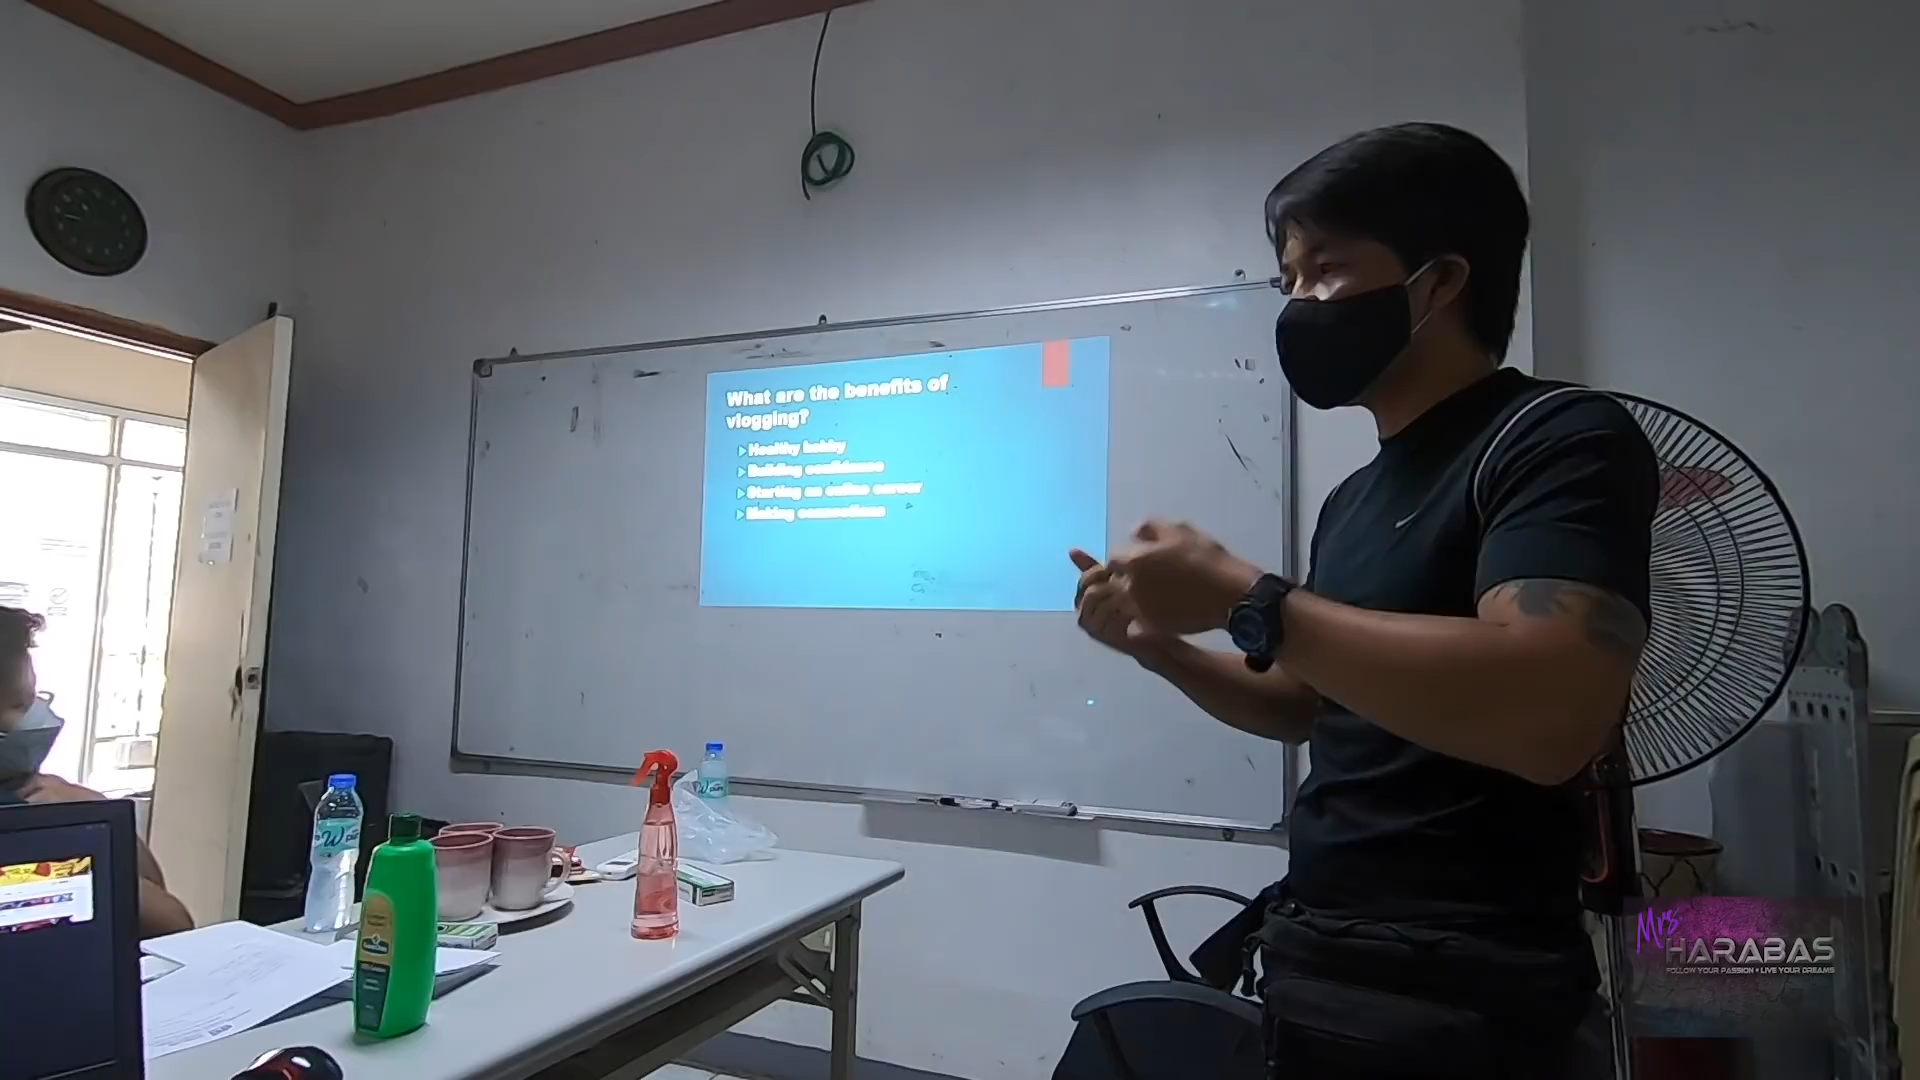 What are the benefits of
vlogging?
Healthy hobby
Building confidence
Starting an online career
Making connections
Mrs.
HARABAS
FOLLOW YOUR PASSION • LIVE YOUR DREAMS